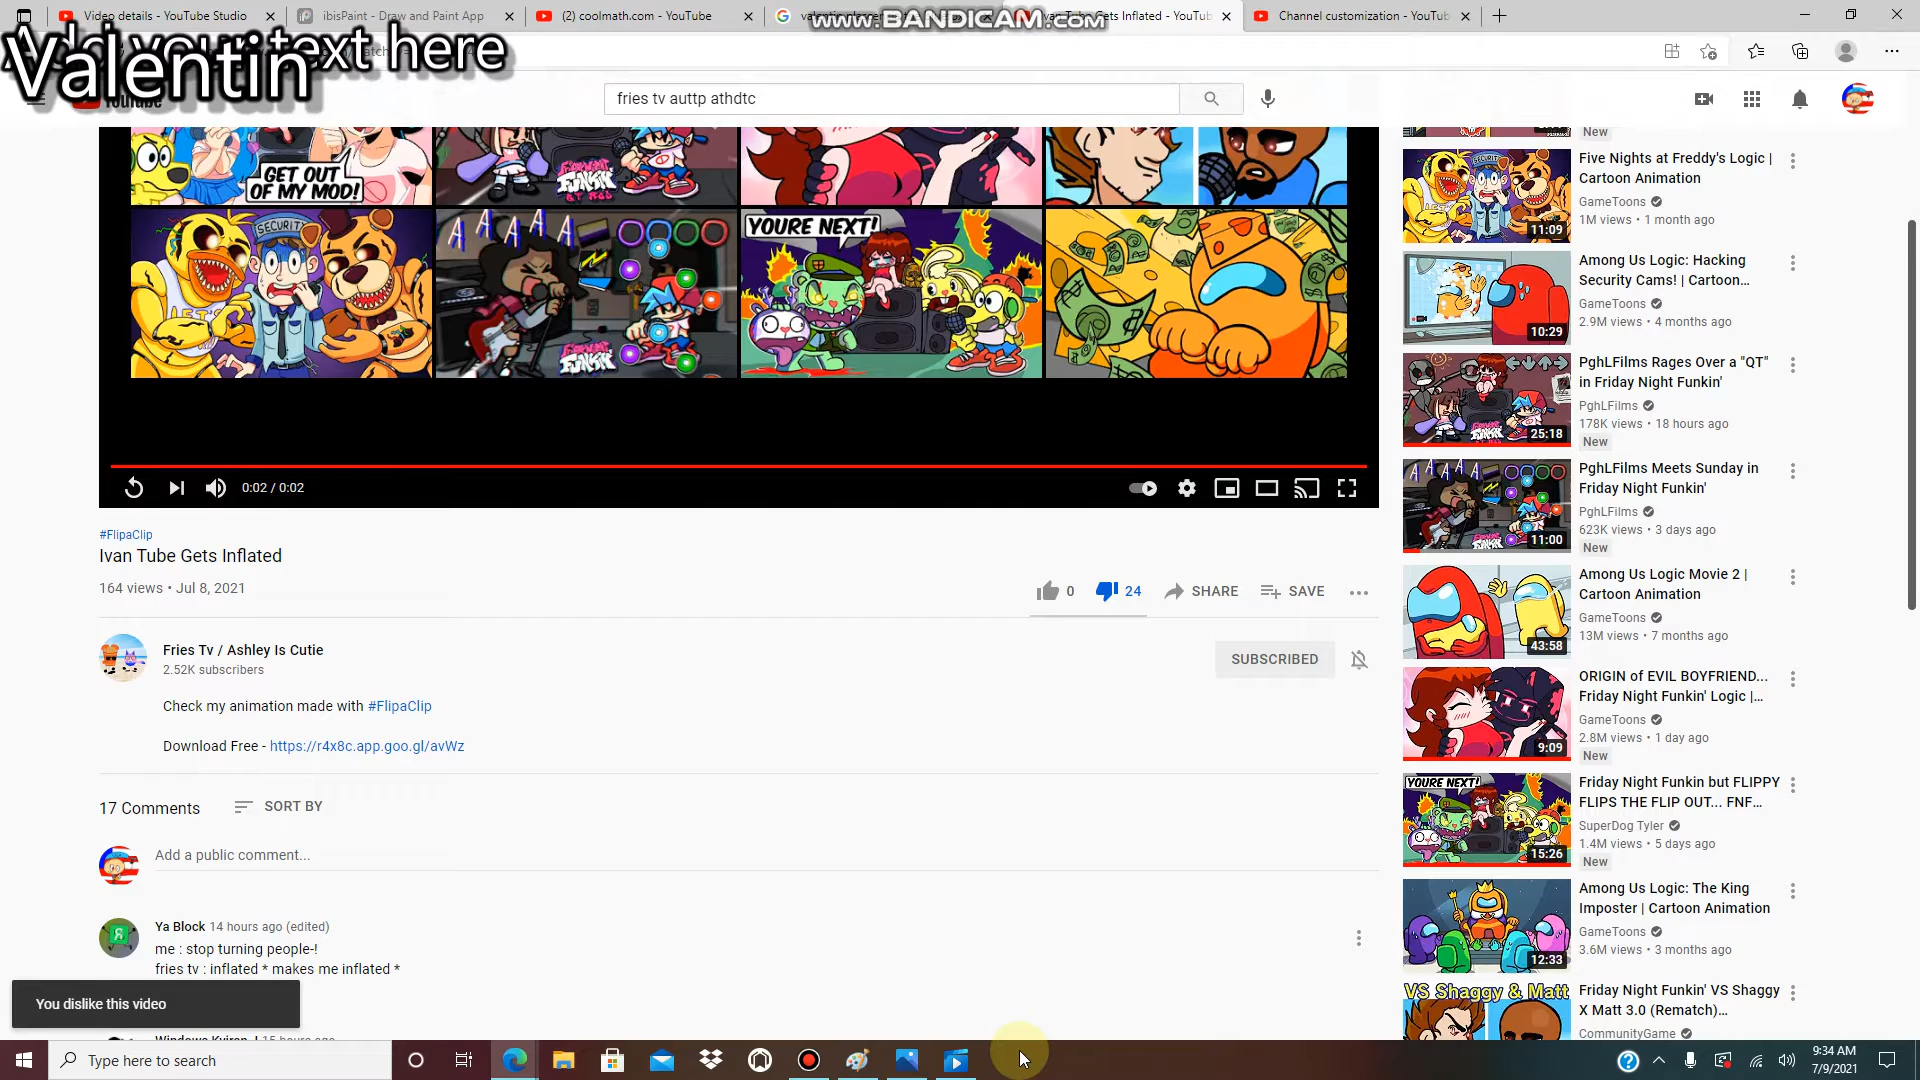 Video details - YouTube Studio
ibisPaint - Draw and Paint App
(2) coolmath.com - YouTube
Ivan Tube Gets Inflated - YouTub
Channel customization - YouTub
WWW.BANDICAM.COM
Add your text here
Valentin
YouTube
fries tv auttp athdtc
GET OUT
OF MY MOD!
SECURITY
YOURE NEXT!
0:02 / 0:02
#FlipaClip
Ivan Tube Gets Inflated
164 views • Jul 8, 2021
0
24
SHARE
SAVE
Fries Tv / Ashley Is Cutie
2.52K subscribers
SUBSCRIBED
Check my animation made with #FlipaClip
Download Free - https://r4x8c.app.goo.gl/avWz
17 Comments
SORT BY
Add a public comment...
Ya Block 14 hours ago (edited)
me : stop turning people-!
fries tv : inflated * makes me inflated *
You dislike this video
New
Five Nights at Freddy's Logic |
Cartoon Animation
GameToons
1M views • 1 month ago
11:09
Among Us Logic: Hacking
Security Cams! | Cartoon...
GameToons
2.9M views • 4 months ago
10:29
PghLFilms Rages Over a "QT"
in Friday Night Funkin'
PghLFilms
178K views • 18 hours ago
New
25:18
PghLFilms Meets Sunday in
Friday Night Funkin'
PghLFilms
623K views • 3 days ago
New
11:00
Among Us Logic Movie 2 |
Cartoon Animation
GameToons
13M views • 7 months ago
43:58
ORIGIN of EVIL BOYFRIEND...
Friday Night Funkin' Logic |...
GameToons
2.8M views • 1 day ago
New
9:09
YOURE NEXT!
Friday Night Funkin but FLIPPY
FLIPS THE FLIP OUT... FNF...
SuperDog Tyler
1.4M views • 5 days ago
New
15:26
Among Us Logic: The King
Imposter | Cartoon Animation
GameToons
3.6M views • 3 months ago
12:33
VS Shaggy & Matt
Friday Night Funkin' VS Shaggy
X Matt 3.0 (Rematch)...
CommunityGame
Type here to search
9:34 AM
7/9/2021